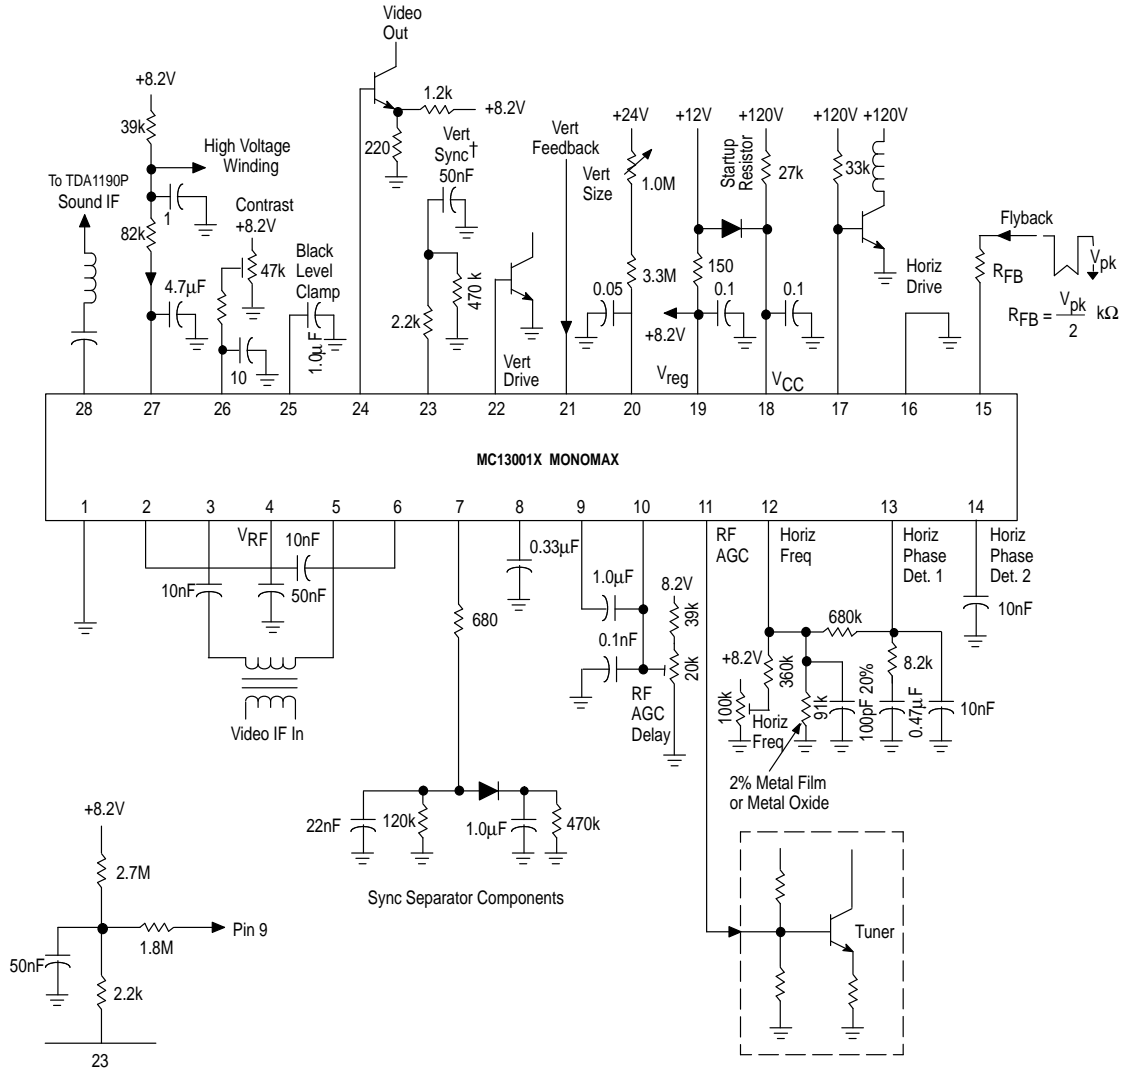 Video
Out
+8.2V
39k
High Voltage
Winding
To TDA1190P
Sound IF
1
82k
4.7μF
Contrast
+8.2V
47k
10
Black
Level
Clamp
1.0μF
220
1.2k
+8.2V
Vert
Sync†
50nF
470 k
2.2k
Vert
Drive
Vert
Feedback
+24V
Vert
Size
1.0M
3.3M
0.05
+12V
+8.2V
150
0.1
Vreg
Startup
Resistor
+120V
27k
0.1
VCC
+120V
+120V
33k
Horiz
Drive
Flyback
Vpk
RFB
RFB = Vpk/2 kΩ
28 27 26 25 24 23 22 21 20 19 18 17 16 15
MC13001X MONOMAX
1 2 3 4 5 6 7 8 9 10 11 12 13 14
VRF
10nF
10nF
50nF
Video IF In
680
0.33μF
1.0μF
0.1nF
8.2V
39k
20k
RF
AGC
Delay
RF
AGC
Horiz
Freq
Horiz
Phase
Det. 1
Horiz
Phase
Det. 2
10nF
680k
+8.2V
360k
100k
Horiz
Freq
91k
100pF 20%
8.2k
0.47μF
10nF
2% Metal Film
or Metal Oxide
22nF
120k
1.0μF
470k
Sync Separator Components
+8.2V
2.7M
1.8M
Pin 9
50nF
2.2k
23
Tuner